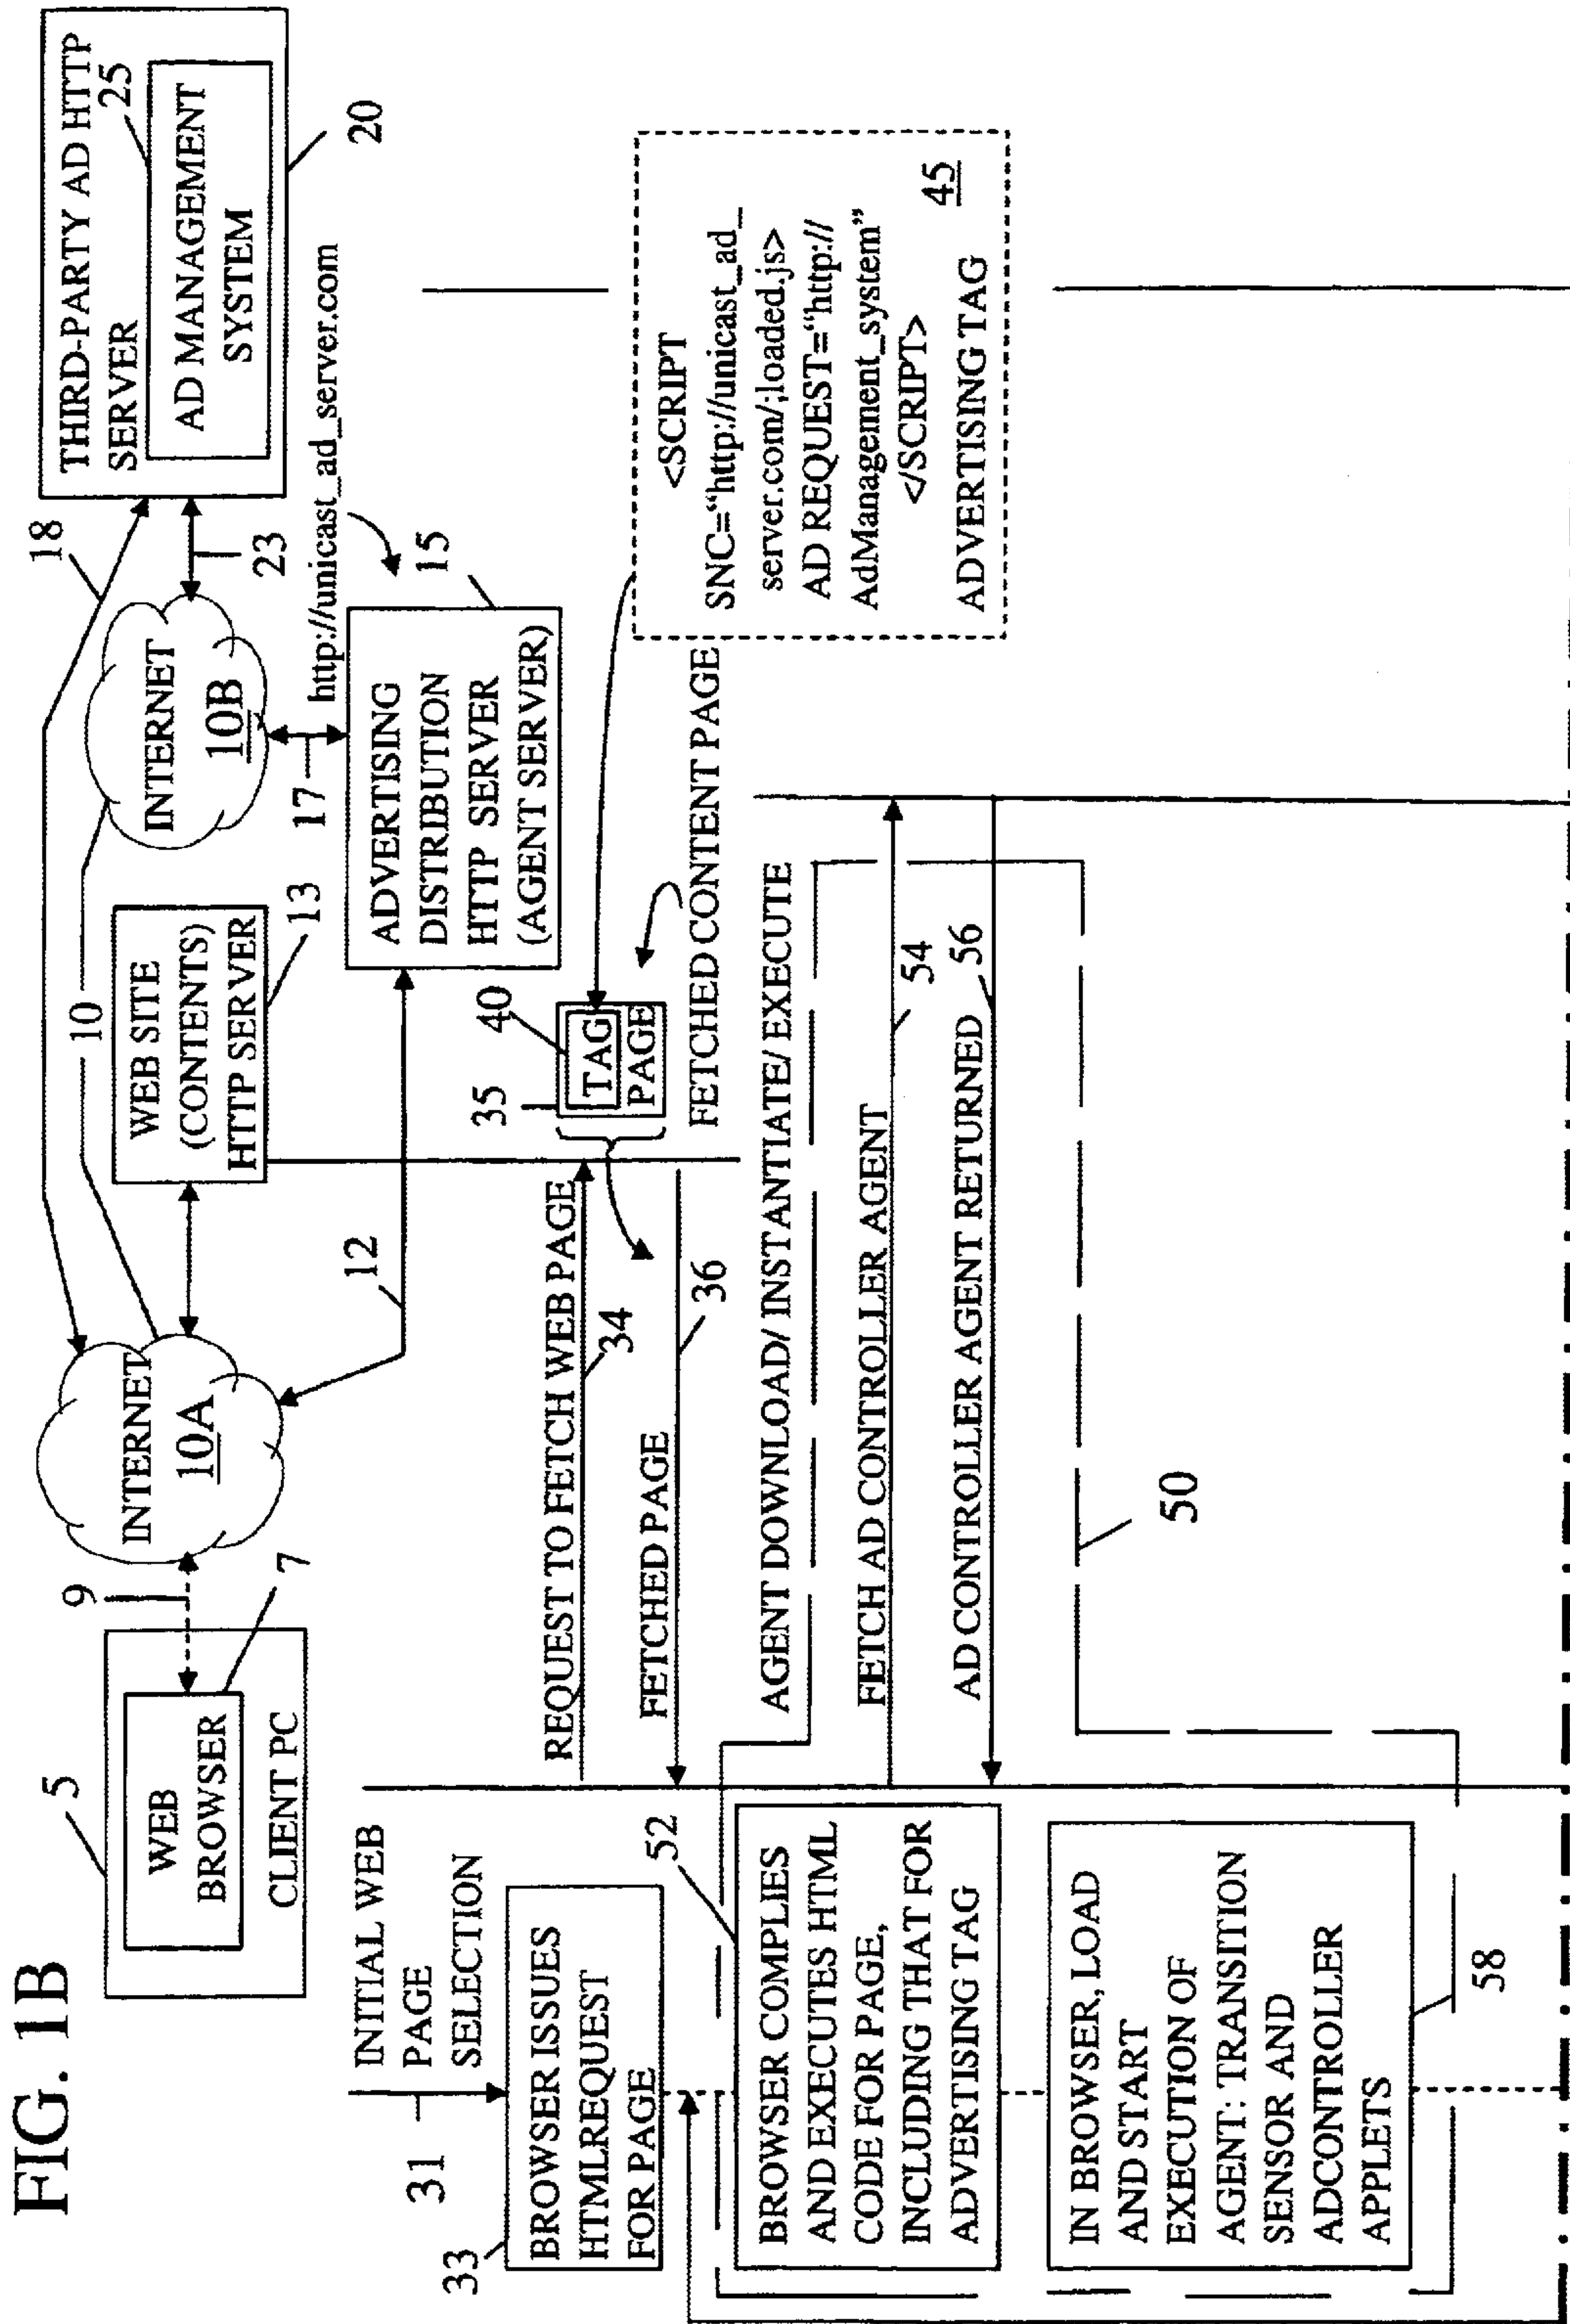 FIG. 1B
5
WEB
BROWSER
CLIENT PC
7
9
INTERNET
10A
10
18
WEB SITE
(CONTENTS)
HTTP SERVER
13
12
INTERNET
10B
17
23
THIRD-PARTY AD HTTP
SERVER
25
AD MANAGEMENT
SYSTEM
20
http://unicast_ad_server.com
15
ADVERTISING
DISTRIBUTION
HTTP SERVER
(AGENT SERVER)
INITIAL WEB
PAGE
SELECTION
31
33
BROWSER ISSUES
HTMLREQUEST
FOR PAGE
REQUEST TO FETCH WEB PAGE
34
35
40
TAG
PAGE
FETCHED CONTENT PAGE
FETCHED PAGE
36
<SCRIPT
SNC="http://unicast_ad_
server.com/;loaded.js>
AD REQUEST="http://
AdManagement_system"
</SCRIPT>
45
ADVERTISING TAG
52
BROWSER COMPLIES
AND EXECUTES HTML
CODE FOR PAGE,
INCLUDING THAT FOR
ADVERTISING TAG
AGENT DOWNLOAD/ INSTANTIATE/ EXECUTE
FETCH AD CONTROLLER AGENT
54
AD CONTROLLER AGENT RETURNED
56
50
IN BROWSER, LOAD
AND START
EXECUTION OF
AGENT: TRANSITION
SENSOR AND
ADCONTROLLER
APPLETS
58